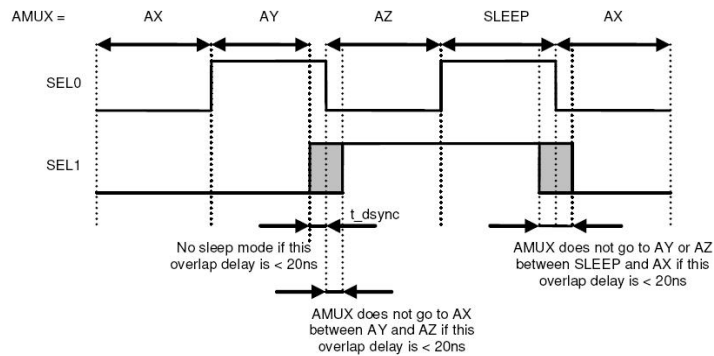 AMUX = AX AY AZ SLEEP AX
SEL0
SEL1
t_dsync
No sleep mode if this
overlap delay is < 20ns
AMUX does not go to AY or AZ
between SLEEP and AX if this
overlap delay is < 20ns
AMUX does not go to AX
between AY and AZ if this
overlap delay is < 20ns